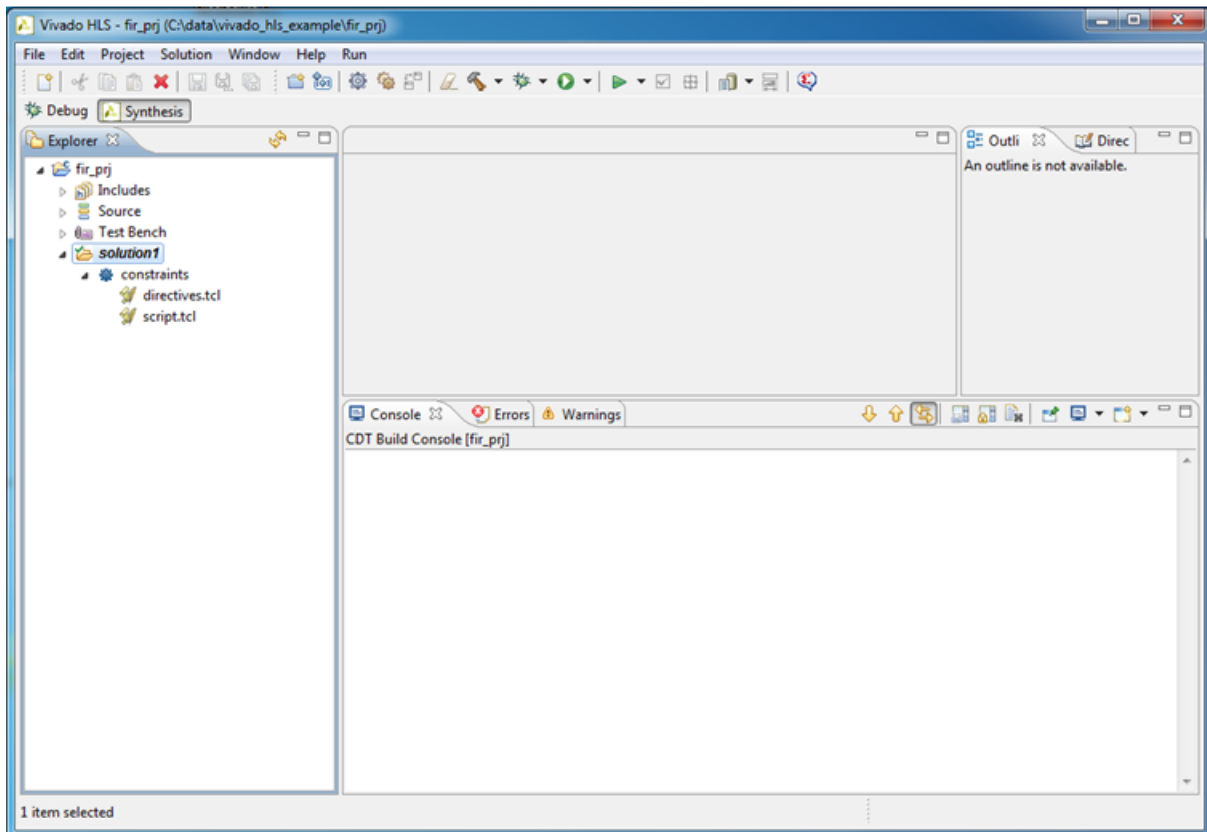 Vivado HLS - fir_prj (C:\data\vivado_hls_example\fir_prj)
File Edit Project Solution Window Help Run
Debug Synthesis
Explorer
Outli Direc
fir_prj
An outline is not available.
Includes
Source
Test Bench
solution1
constraints
directives.tcl
script.tcl
Console Errors Warnings
CDT Build Console [fir_prj]
1 item selected